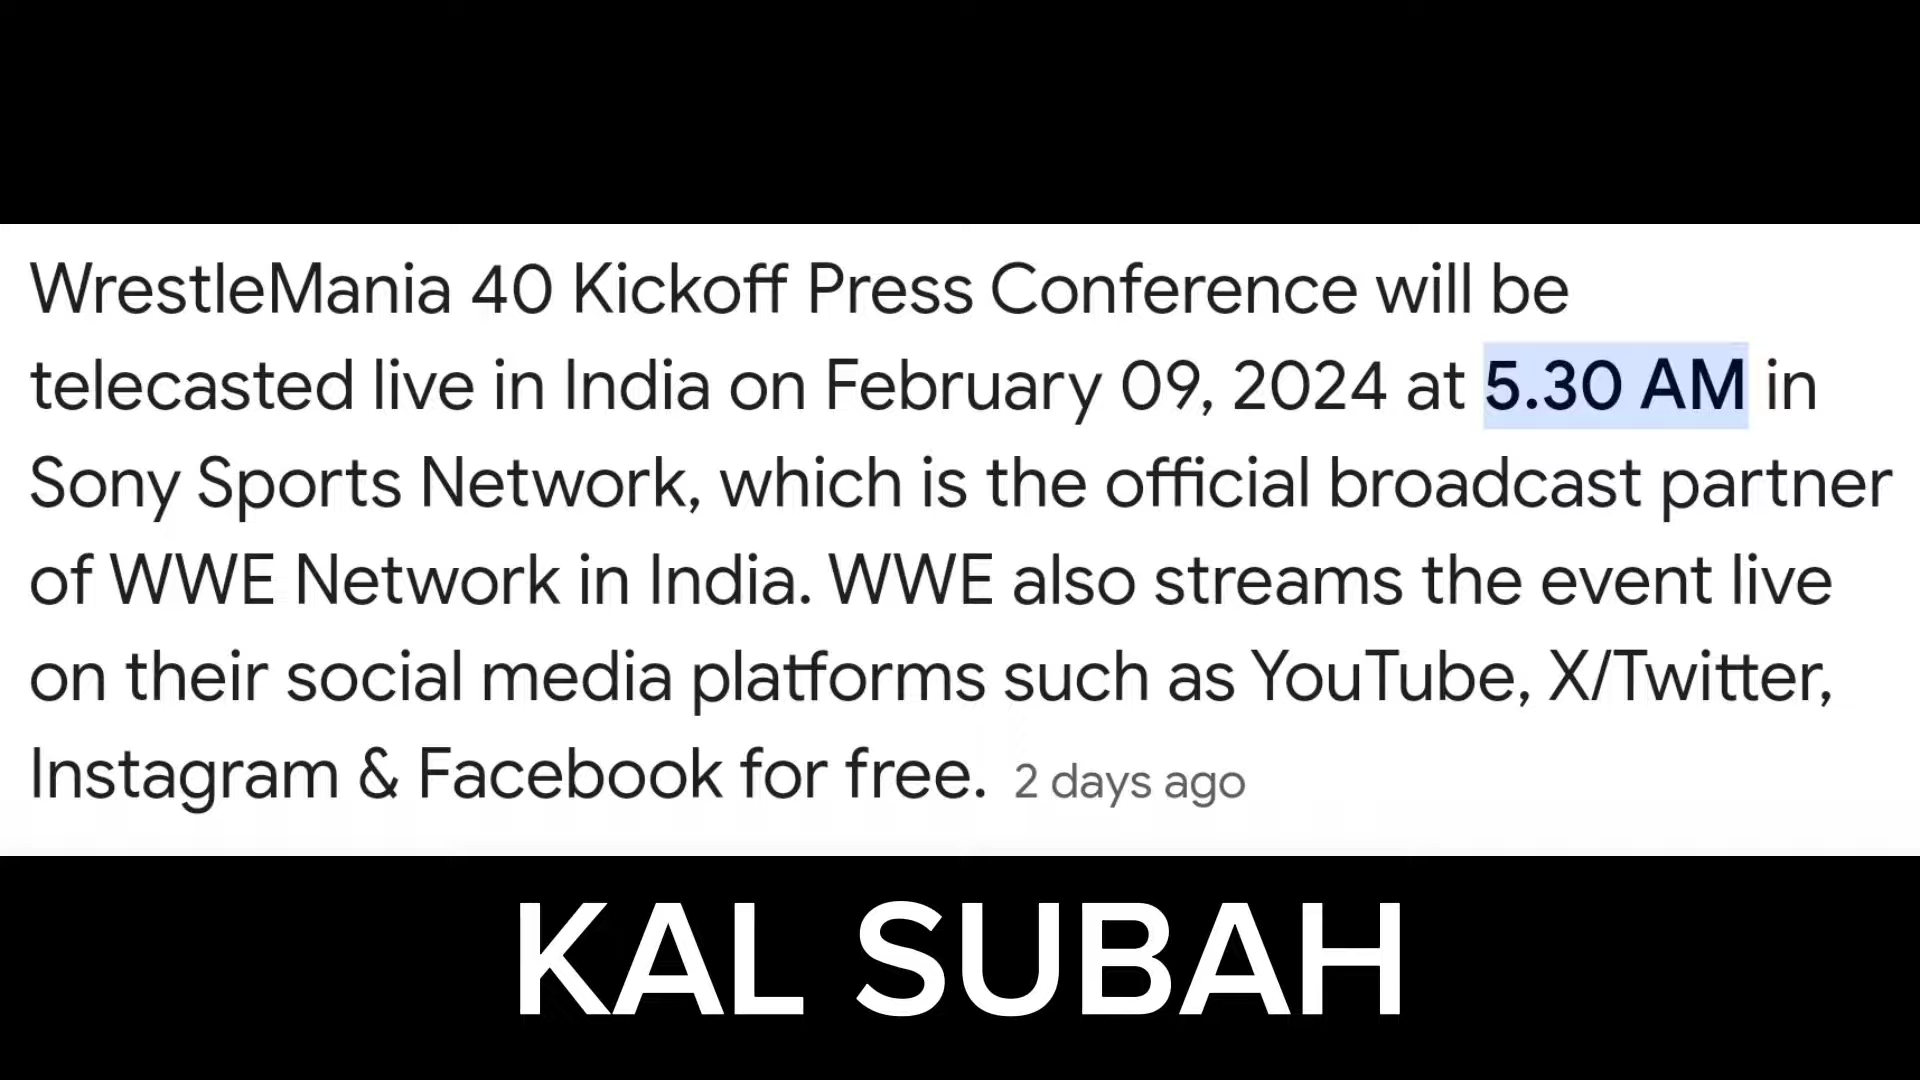 WrestleMania 40 Kickoff Press Conference will be
telecasted live in India on February 09, 2024 at 5.30 AM in
Sony Sports Network, which is the official broadcast partner
of WWE Network in India. WWE also streams the event live
on their social media platforms such as YouTube, X/Twitter,
Instagram & Facebook for free. 2 days ago
KAL SUBAH